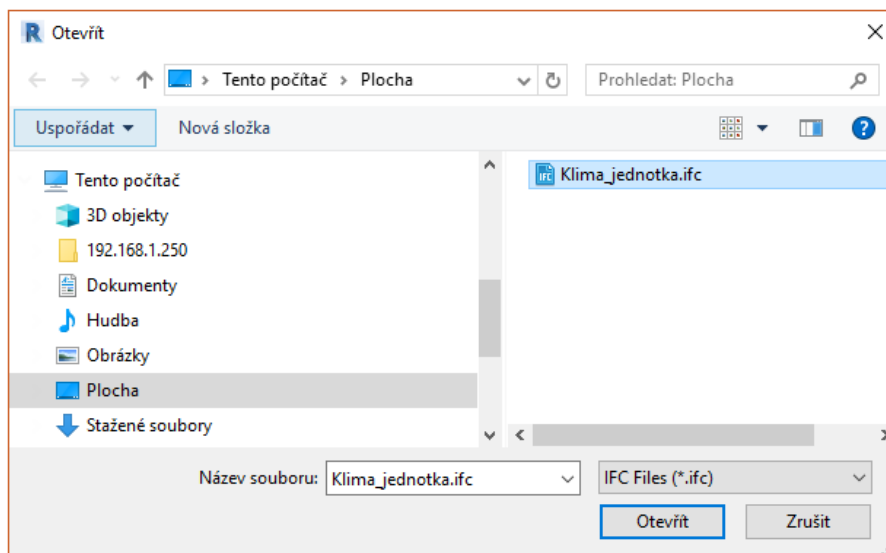 Otevřít
Tento počítač > Plocha
Prohledat: Plocha
Uspořádat
Nová složka
Tento počítač
3D objekty
192.168.1.250
Dokumenty
Hudba
Obrázky
Plocha
Stažené soubory
IFC Klima_jednotka.ifc
Název souboru: Klima_jednotka.ifc
IFC Files (*.ifc)
Otevřít
Zrušit